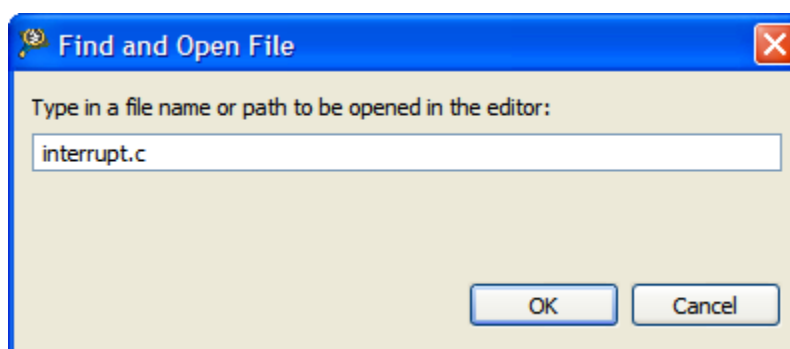 Find and Open File
Type in a file name or path to be opened in the editor:
interrupt.c
OK Cancel